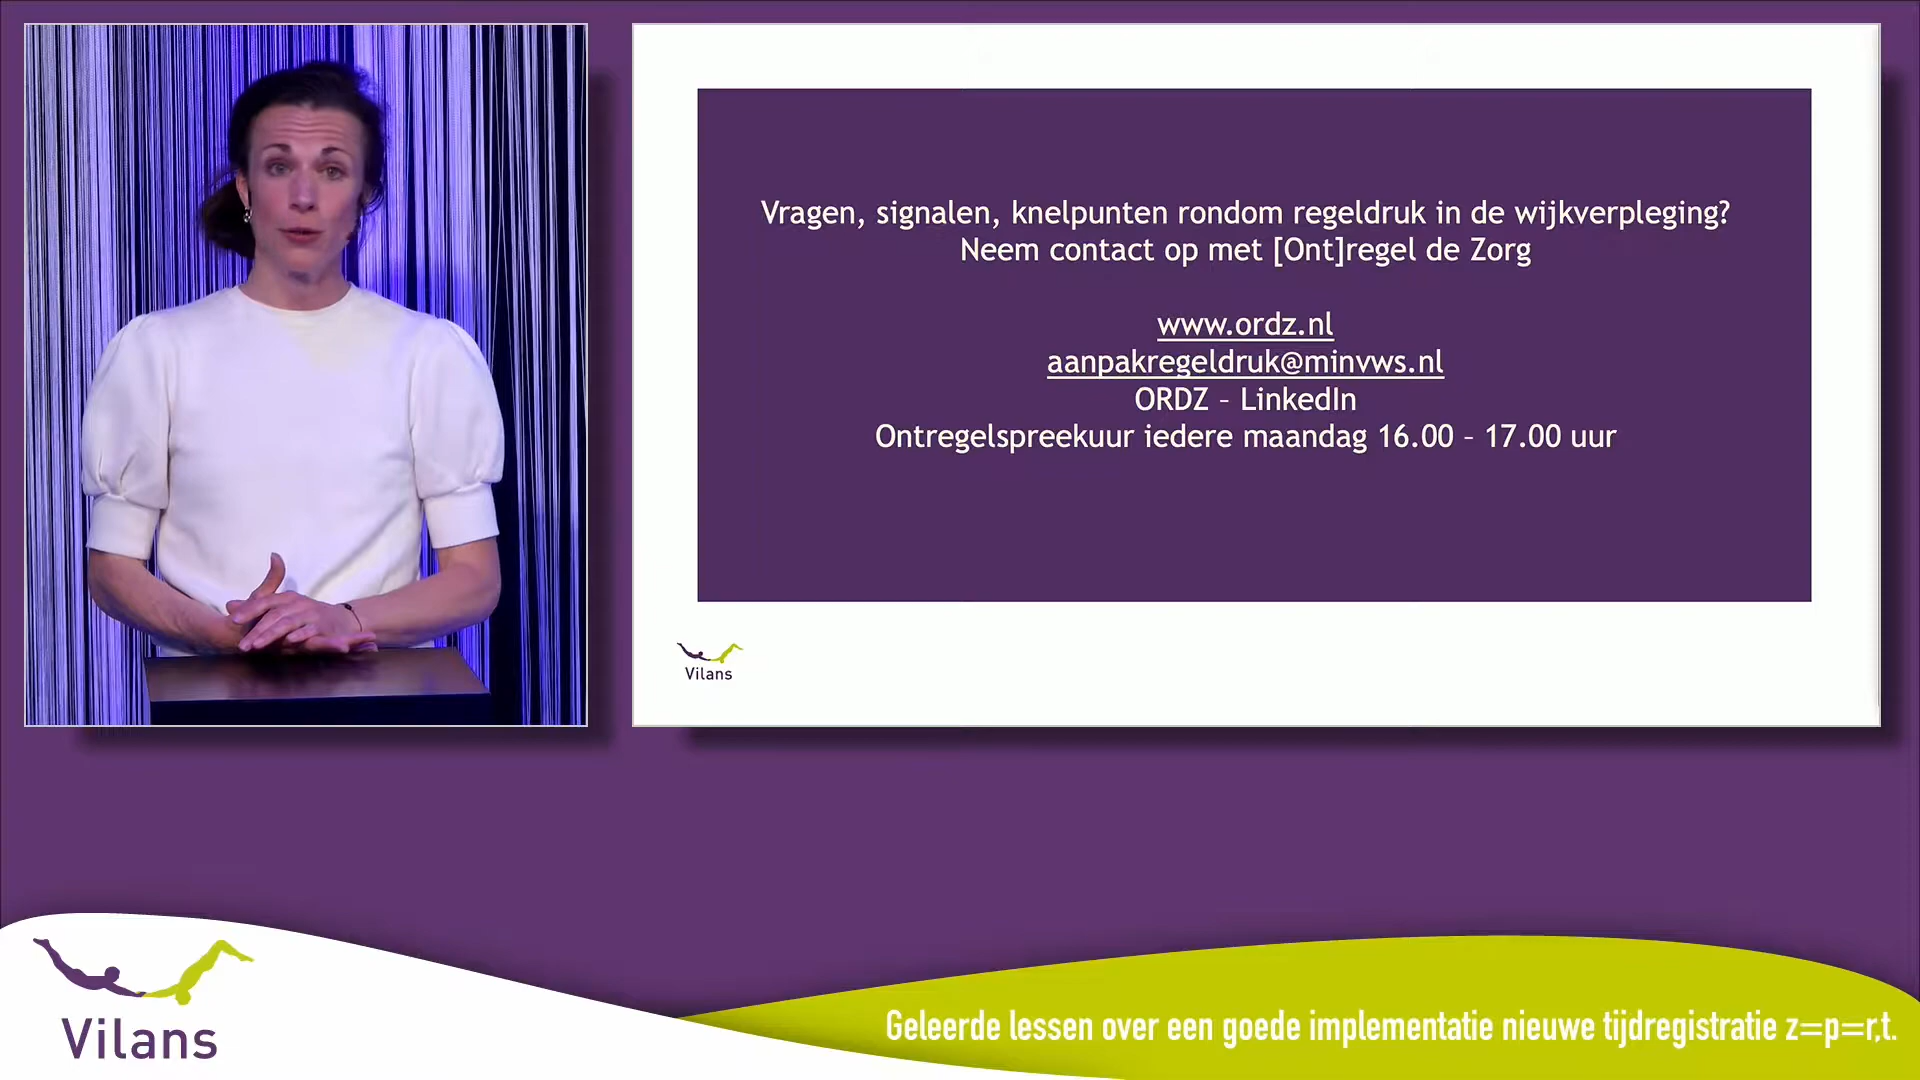 Vragen, signalen, knelpunten rondom regeldruk in de wijkverpleging?
Neem contact op met [Ont]regel de Zorg
www.ordz.nl
aanpakregeldruk@minvws.nl
ORDZ – LinkedIn
Ontregelspreekuur iedere maandag 16.00 – 17.00 uur
Vilans
Vilans
Geleerde lessen over een goede implementatie nieuwe tijdregistratie z=p=r,t.